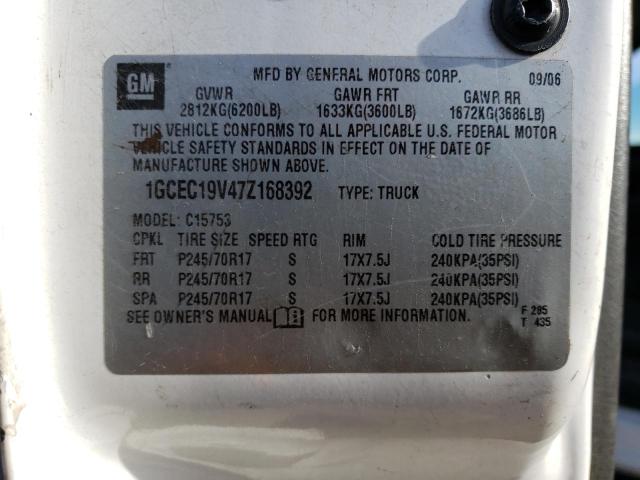 GM
MFD BY GENERAL MOTORS CORP. 09/06
GVWR GAWR FRT GAWR RR
2812KG(6200LB) 1633KG(3600LB) 1672KG(3686LB)
THIS VEHICLE CONFORMS TO ALL APPLICABLE U.S. FEDERAL MOTOR
VEHICLE SAFETY STANDARDS IN EFFECT ON THE DATE OF
MANUFACTURE SHOWN ABOVE.
1GCEC19V47Z168392 TYPE: TRUCK
MODEL: C15753
CPKL TIRE SIZE SPEED RTG RIM COLD TIRE PRESSURE
FRT P245/70R17 S 17X7.5J 240KPA(35PSI)
RR P245/70R17 S 17X7.5J 240KPA(35PSI)
SPA P245/70R17 S 17X7.5J 240KPA(35PSI)
SEE OWNER'S MANUAL FOR MORE INFORMATION.
F 285
T 435